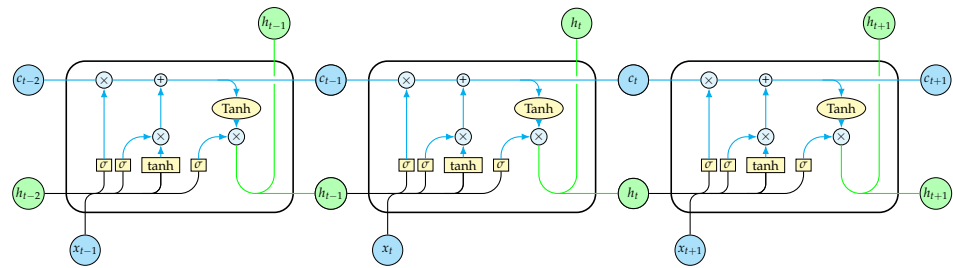 h_{t-1} h_t h_{t+1}
c_{t-2} × + c_{t-1} × + c_t × + c_{t+1}
Tanh Tanh Tanh
× × × × × ×
σ σ tanh σ σ σ tanh σ σ σ tanh σ
h_{t-2} h_{t-1} h_t h_{t+1}
x_{t-1} x_t x_{t+1}